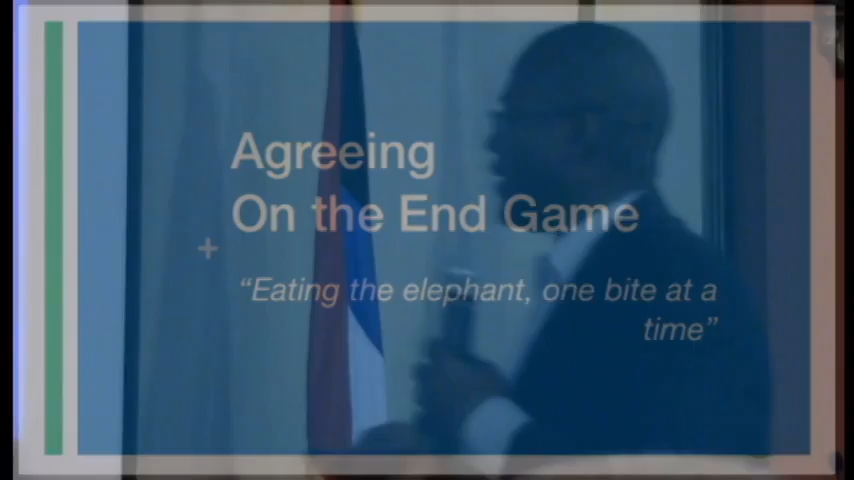 Agreeing
On the End Game
+
“Eating the elephant, one bite at a
time”